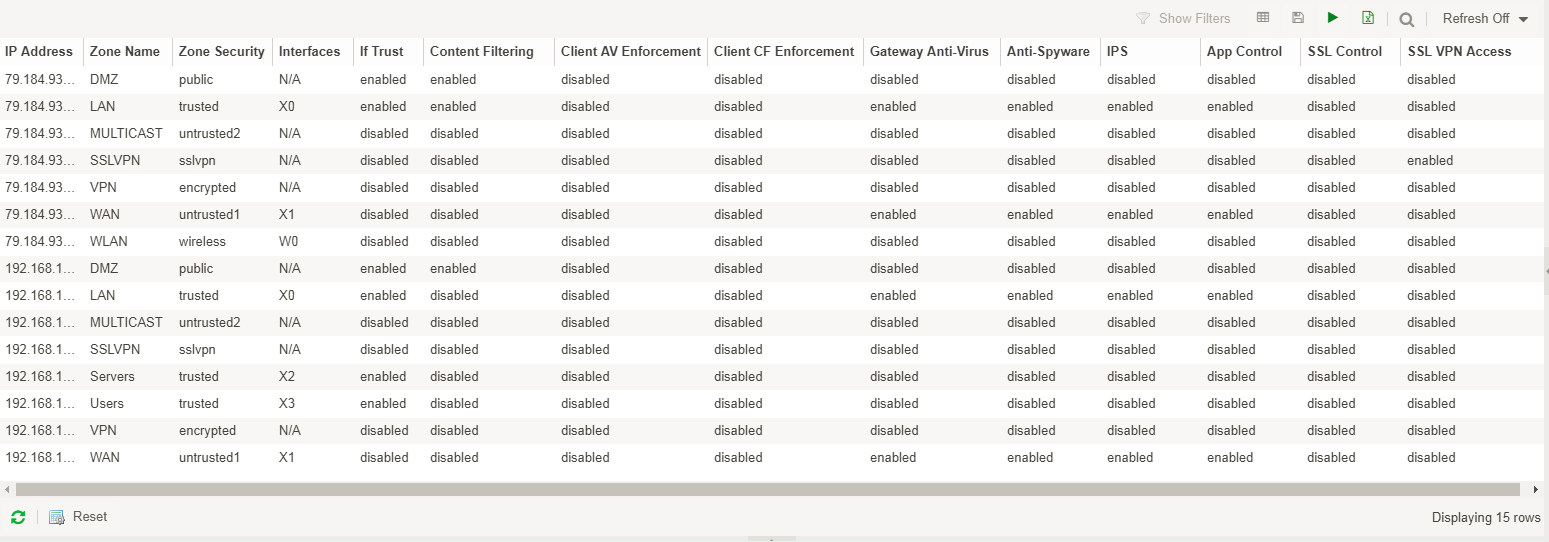 Show Filters Refresh Off
IP Address Zone Name Zone Security Interfaces If Trust Content Filtering Client AV Enforcement Client CF Enforcement Gateway Anti-Virus Anti-Spyware IPS App Control SSL Control SSL VPN Access
79.184.93... DMZ public N/A enabled enabled disabled disabled disabled disabled disabled disabled disabled disabled
79.184.93... LAN trusted X0 enabled enabled disabled disabled enabled enabled enabled enabled disabled disabled
79.184.93... MULTICAST untrusted2 N/A disabled disabled disabled disabled disabled disabled disabled disabled disabled disabled
79.184.93... SSLVPN sslvpn N/A disabled disabled disabled disabled disabled disabled disabled disabled disabled enabled
79.184.93... VPN encrypted N/A disabled disabled disabled disabled disabled disabled disabled disabled disabled disabled
79.184.93... WAN untrusted1 X1 disabled disabled disabled disabled enabled enabled enabled enabled disabled disabled
79.184.93... WLAN wireless W0 disabled disabled disabled disabled disabled disabled disabled disabled disabled disabled
192.168.1... DMZ public N/A enabled enabled disabled disabled disabled disabled disabled disabled disabled disabled
192.168.1... LAN trusted X0 enabled disabled disabled disabled enabled enabled enabled enabled disabled disabled
192.168.1... MULTICAST untrusted2 N/A disabled disabled disabled disabled disabled disabled disabled disabled disabled disabled
192.168.1... SSLVPN sslvpn N/A disabled disabled disabled disabled disabled disabled disabled disabled disabled disabled
192.168.1... Servers trusted X2 enabled disabled disabled disabled disabled disabled disabled disabled disabled disabled
192.168.1... Users trusted X3 enabled disabled disabled disabled disabled disabled disabled disabled disabled disabled
192.168.1... VPN encrypted N/A disabled disabled disabled disabled disabled disabled disabled disabled disabled disabled
192.168.1... WAN untrusted1 X1 disabled disabled disabled disabled enabled enabled enabled enabled disabled disabled
Reset Displaying 15 rows